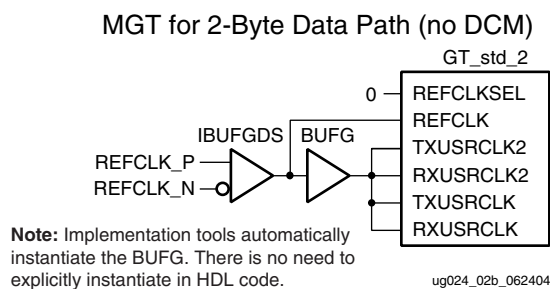 MGT for 2-Byte Data Path (no DCM)
GT_std_2
0
REFCLKSEL
REFCLK
IBUFGDS
BUFG
TXUSRCLK2
REFCLK_P
RXUSRCLK2
REFCLK_N
TXUSRCLK
RXUSRCLK
Note: Implementation tools automatically
instantiate the BUFG. There is no need to
explicitly instantiate in HDL code.
ug024_02b_062404